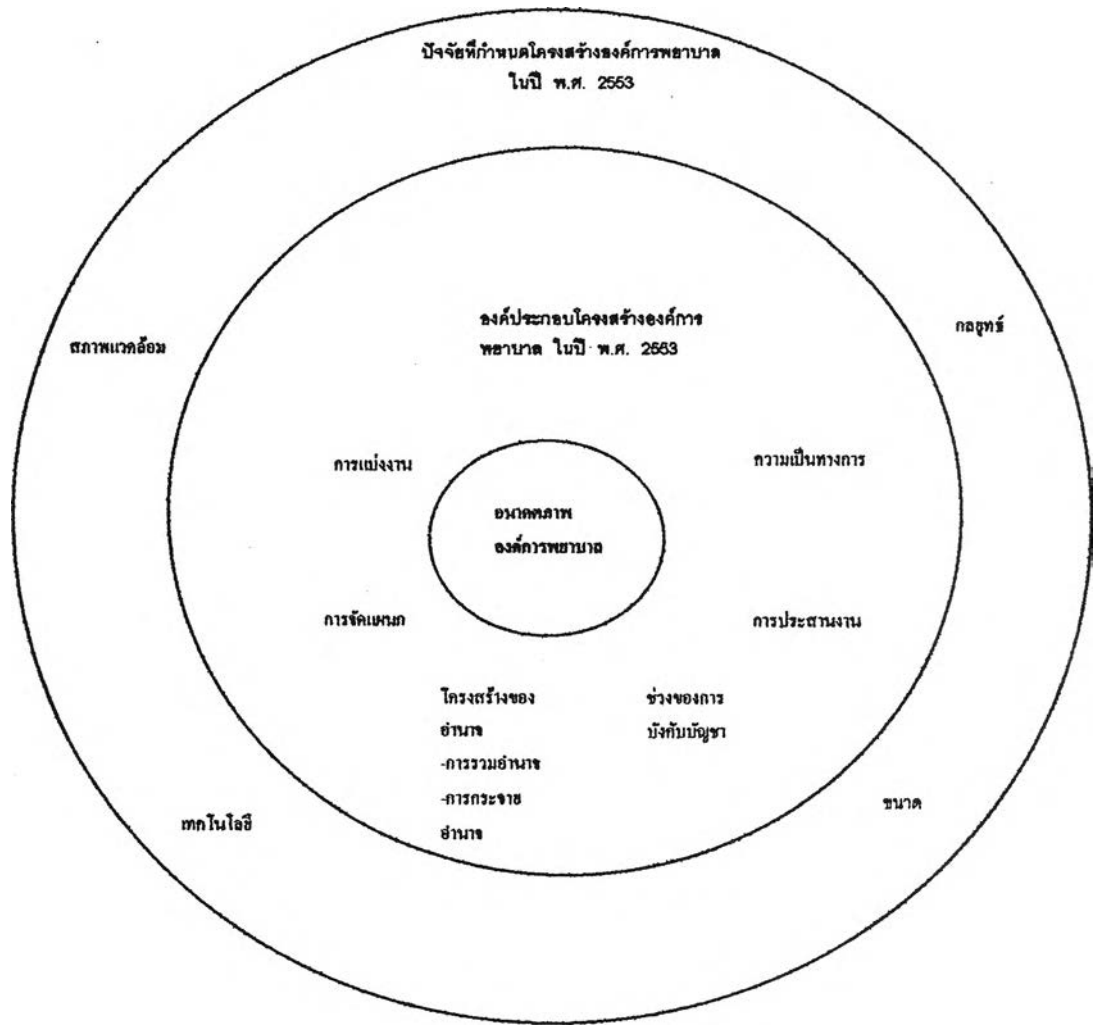 ปัจจัยที่กำหนดโครงสร้างองค์การพยาบาล
ในปี พ.ศ. 2553
สภาพแวดล้อม
กลยุทธ์
องค์ประกอบโครงสร้างองค์การ
พยาบาล ในปี พ.ศ. 2553
การแบ่งงาน
ความเป็นทางการ
อนาคตภาพ
องค์การพยาบาล
การจัดแผนก
การประสานงาน
โครงสร้างของ
อำนาจ
-การรวมอำนาจ
-การกระจาย
อำนาจ
ช่วงของการ
บังคับบัญชา
เทคโนโลยี
ขนาด